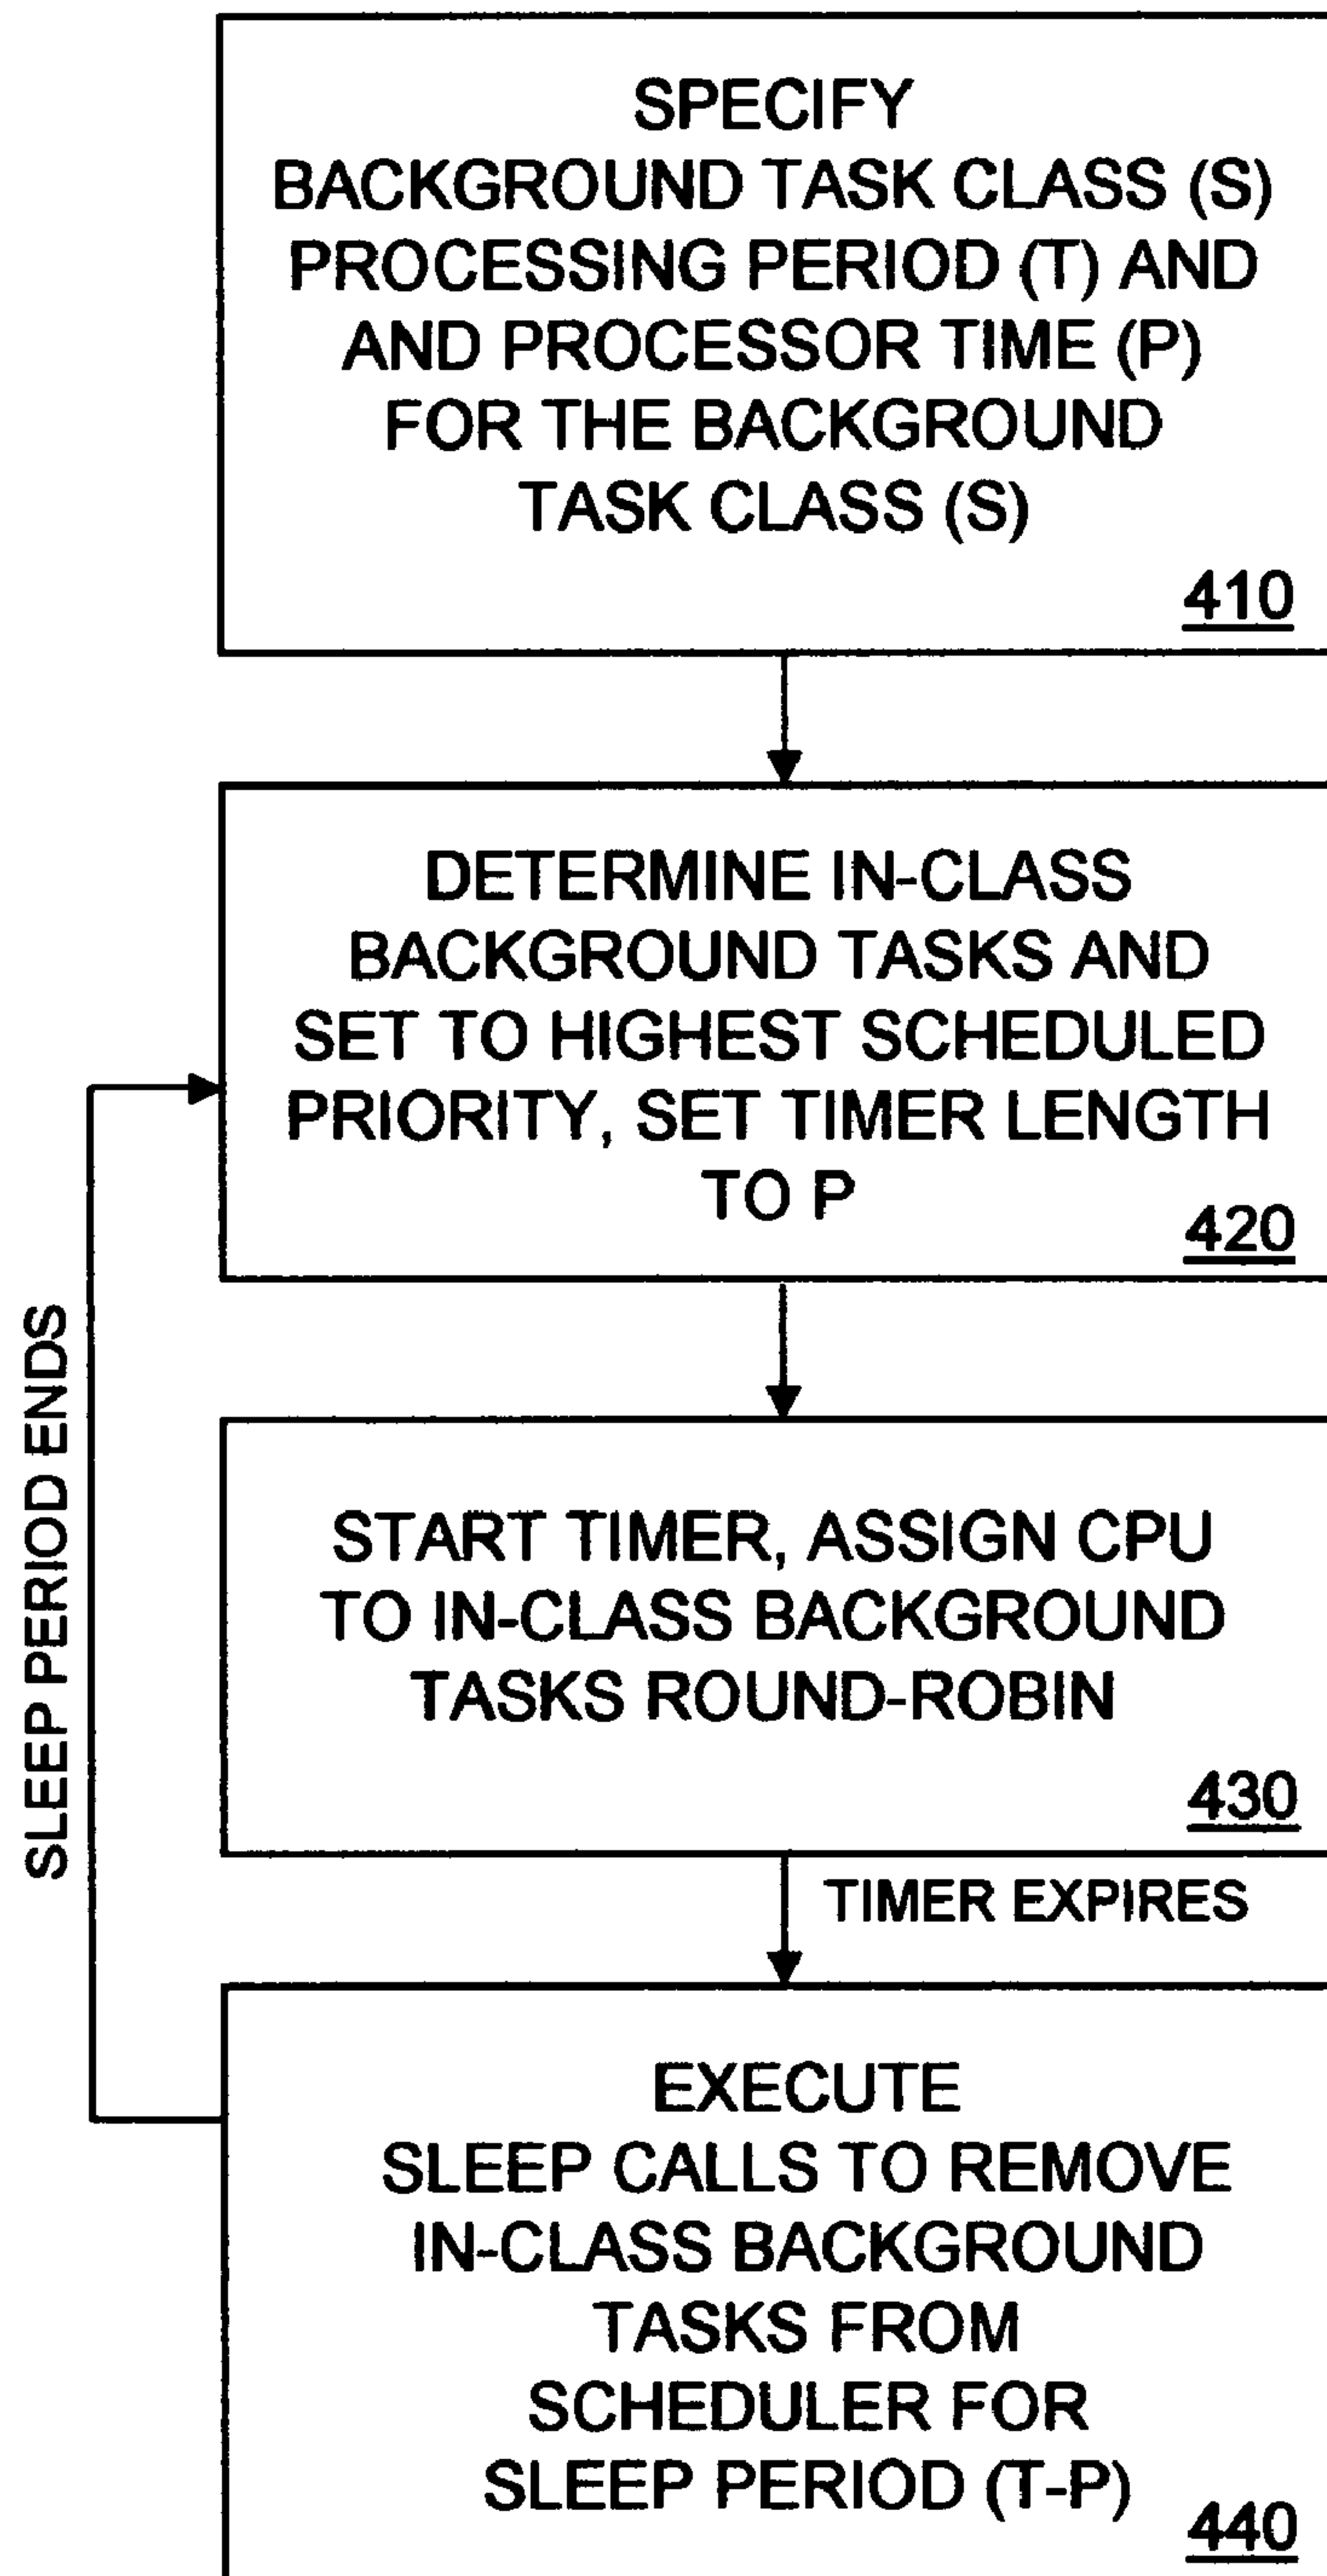 SPECIFY
BACKGROUND TASK CLASS (S)
PROCESSING PERIOD (T) AND
AND PROCESSOR TIME (P)
FOR THE BACKGROUND
TASK CLASS (S)
410
DETERMINE IN-CLASS
BACKGROUND TASKS AND
SET TO HIGHEST SCHEDULED
PRIORITY, SET TIMER LENGTH
TO P
420
SLEEP PERIOD ENDS
START TIMER, ASSIGN CPU
TO IN-CLASS BACKGROUND
TASKS ROUND-ROBIN
430
TIMER EXPIRES
EXECUTE
SLEEP CALLS TO REMOVE
IN-CLASS BACKGROUND
TASKS FROM
SCHEDULER FOR
SLEEP PERIOD (T-P)
440